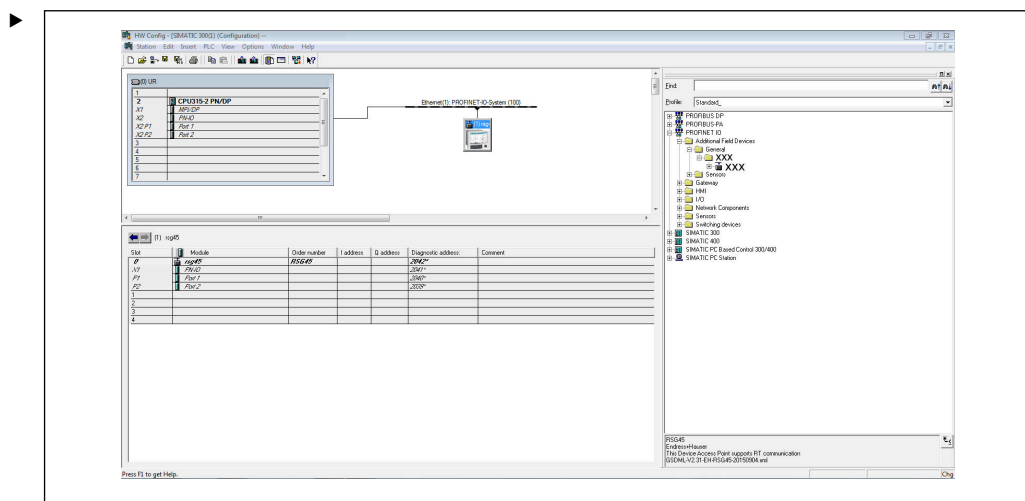 HW Config - [SIMATIC 300(1) (Configuration) --
Station Edit Insert PLC View Options Window Help
(0) UR
1
2 CPU315-2 PN/DP
X1 MPI/DP
X2 PN-IO
X2 P1 Port 1
X2 P2 Port 2
3
4
5
6
7
Ethernet(1): PROFINET-IO-System (100)
(1) rsg
(1) rsg45
Slot Module Order number I address Q address Diagnostic address: Comment
0 rsg45 RSG45 2042*
X1 PN-IO 2041*
P1 Port 1 2040*
P2 Port 2 2039*
1
2
3
4
Find:
Profile: Standard_
PROFIBUS DP
PROFIBUS-PA
PROFINET IO
Additional Field Devices
General
XXX
XXX
Sensors
Gateway
HMI
I/O
Network Components
Sensors
Switching devices
SIMATIC 300
SIMATIC 400
SIMATIC PC Based Control 300/400
SIMATIC PC Station
RSG45
Endress+Hauser
This Device Access Point supports RT communication
GSDML-V2.31-EH-RSG45-20150904.xml
Press F1 to get Help.
Chg